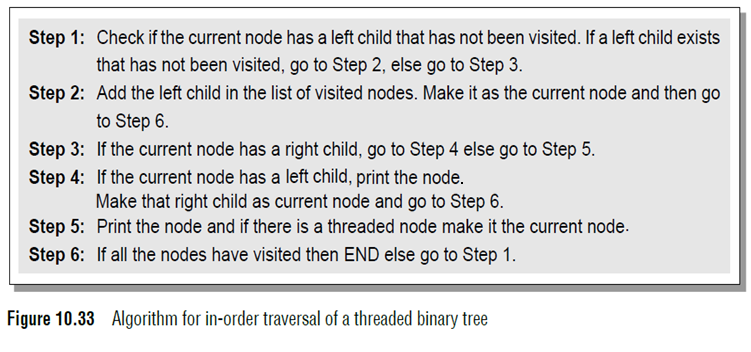 Step 1: Check if the current node has a left child that has not been visited. If a left child exists
that has not been visited, go to Step 2, else go to Step 3.
Step 2: Add the left child in the list of visited nodes. Make it as the current node and then go
to Step 6.
Step 3: If the current node has a right child, go to Step 4 else go to Step 5.
Step 4: If the current node has a left child, print the node.
Make that right child as current node and go to Step 6.
Step 5: Print the node and if there is a threaded node make it the current node.
Step 6: If all the nodes have visited then END else go to Step 1.
Figure 10.33 Algorithm for in-order traversal of a threaded binary tree